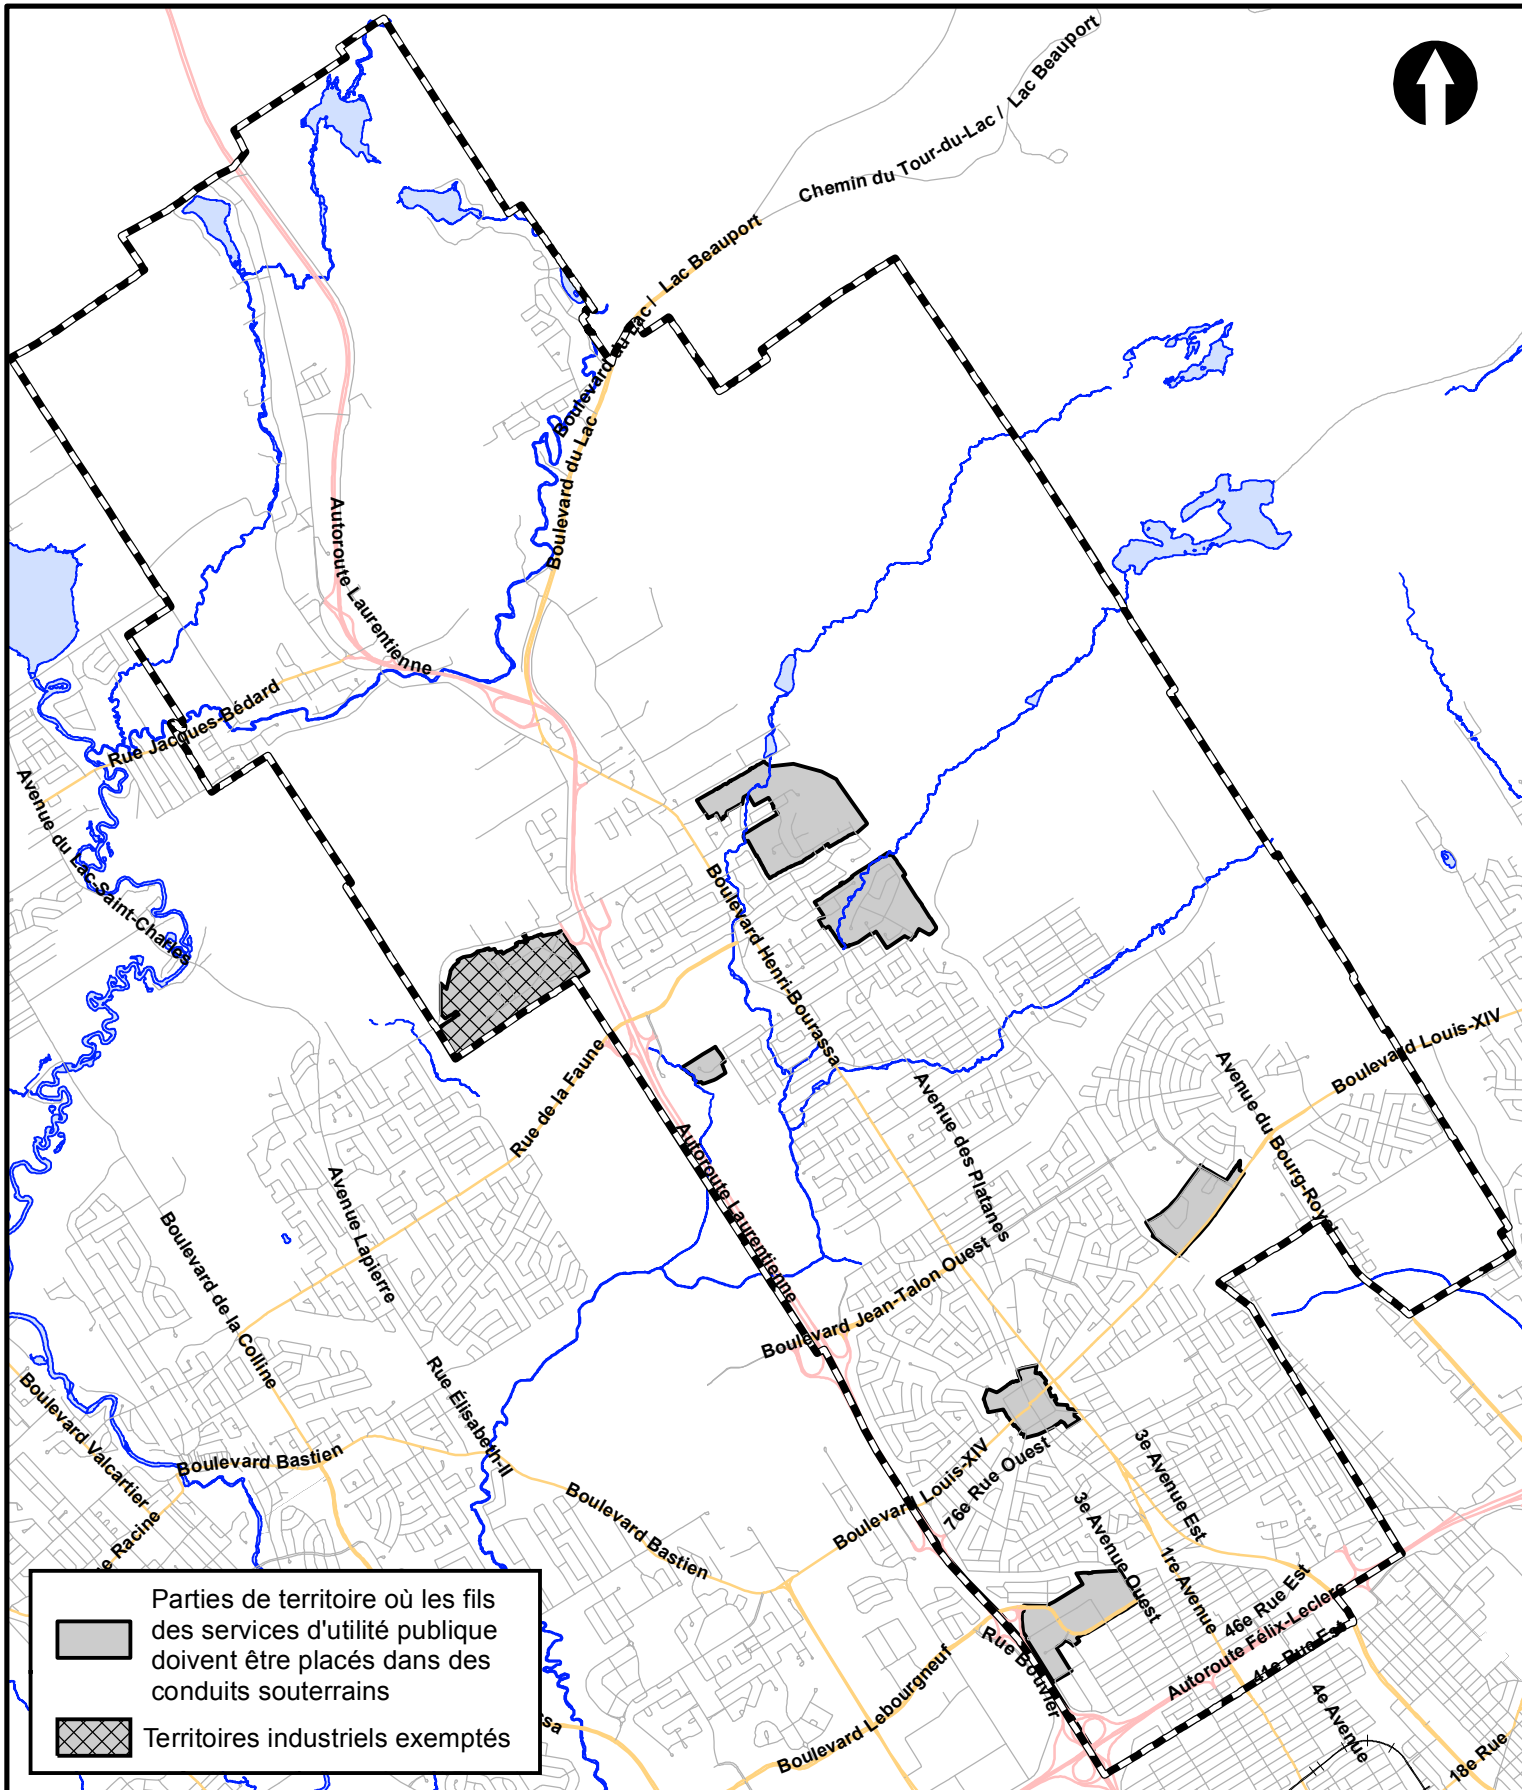 Chemin du Tour-du-Lac / Lac Beauport
Boulevard du Lac / Lac Beauport
Boulevard du Lac
Autoroute Laurentienne
Rue Jacques-Bédard
Avenue du Lac-Saint-Charles
Boulevard Henri-Bourassa
Rue de la Faune
Boulevard Louis-XIV
Avenue du Bourg-Royal
Avenue des Platanes
Autoroute Laurentienne
Avenue Lapierre
Boulevard de la Colline
Boulevard Jean-Talon Ouest
Rue Élisabeth-II
Boulevard Valcartier
Boulevard Bastien
Boulevard Bastien
Boulevard Louis-XIV
76e Rue Ouest
3e Avenue Est
3e Avenue Ouest
1re Avenue
46e Rue Est
Autoroute Félix-Leclerc
41e Rue Est
4e Avenue
18e Rue
Rue Bouvier
Boulevard Lebourgneuf
e Racine
ssa
Parties de territoire où les fils
des services d'utilité publique
doivent être placés dans des
conduits souterrains
Territoires industriels exemptés